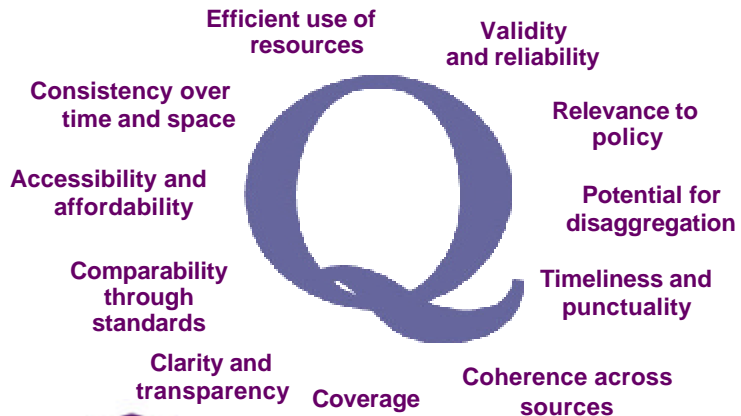 Efficient use of
resources
Validity
and reliability
Consistency over
time and space
Relevance to
policy
Accessibility and
affordability
Q
Potential for
disaggregation
Comparability
through
standards
Timeliness and
punctuality
Clarity and
transparency
Coverage
Coherence across
sources